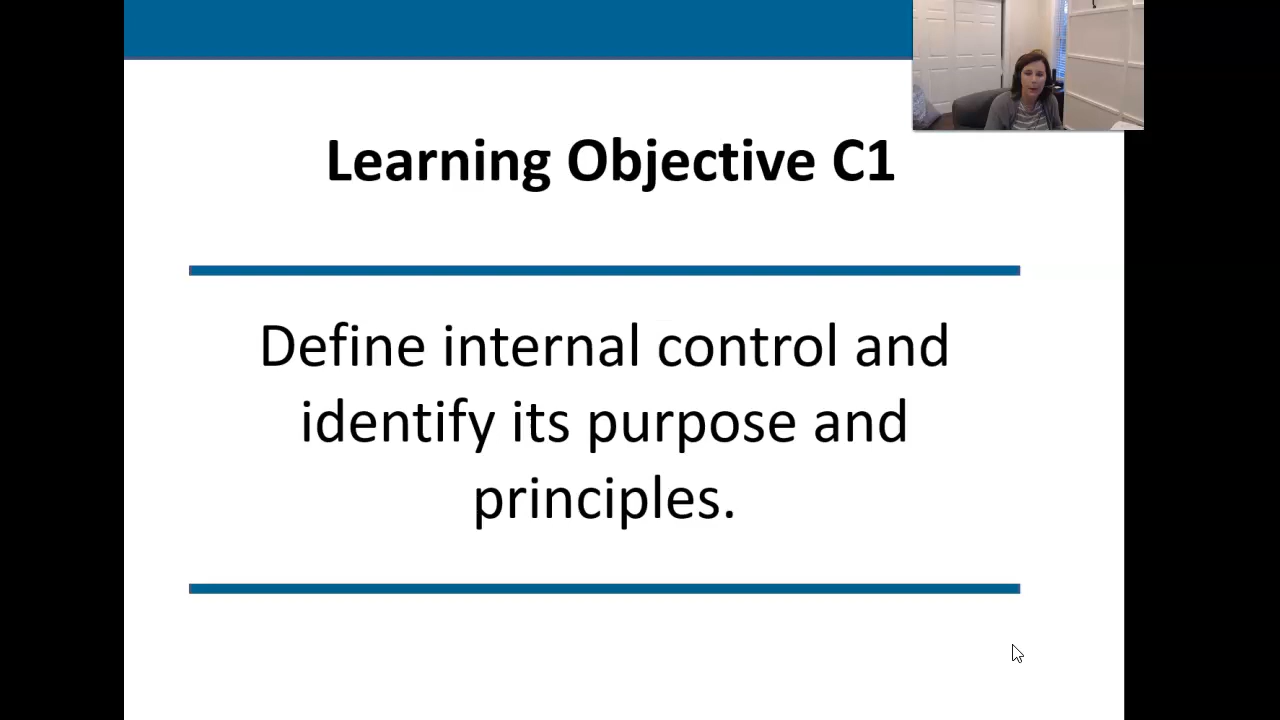 Learning Objective C1
Define internal control and
identify its purpose and
principles.